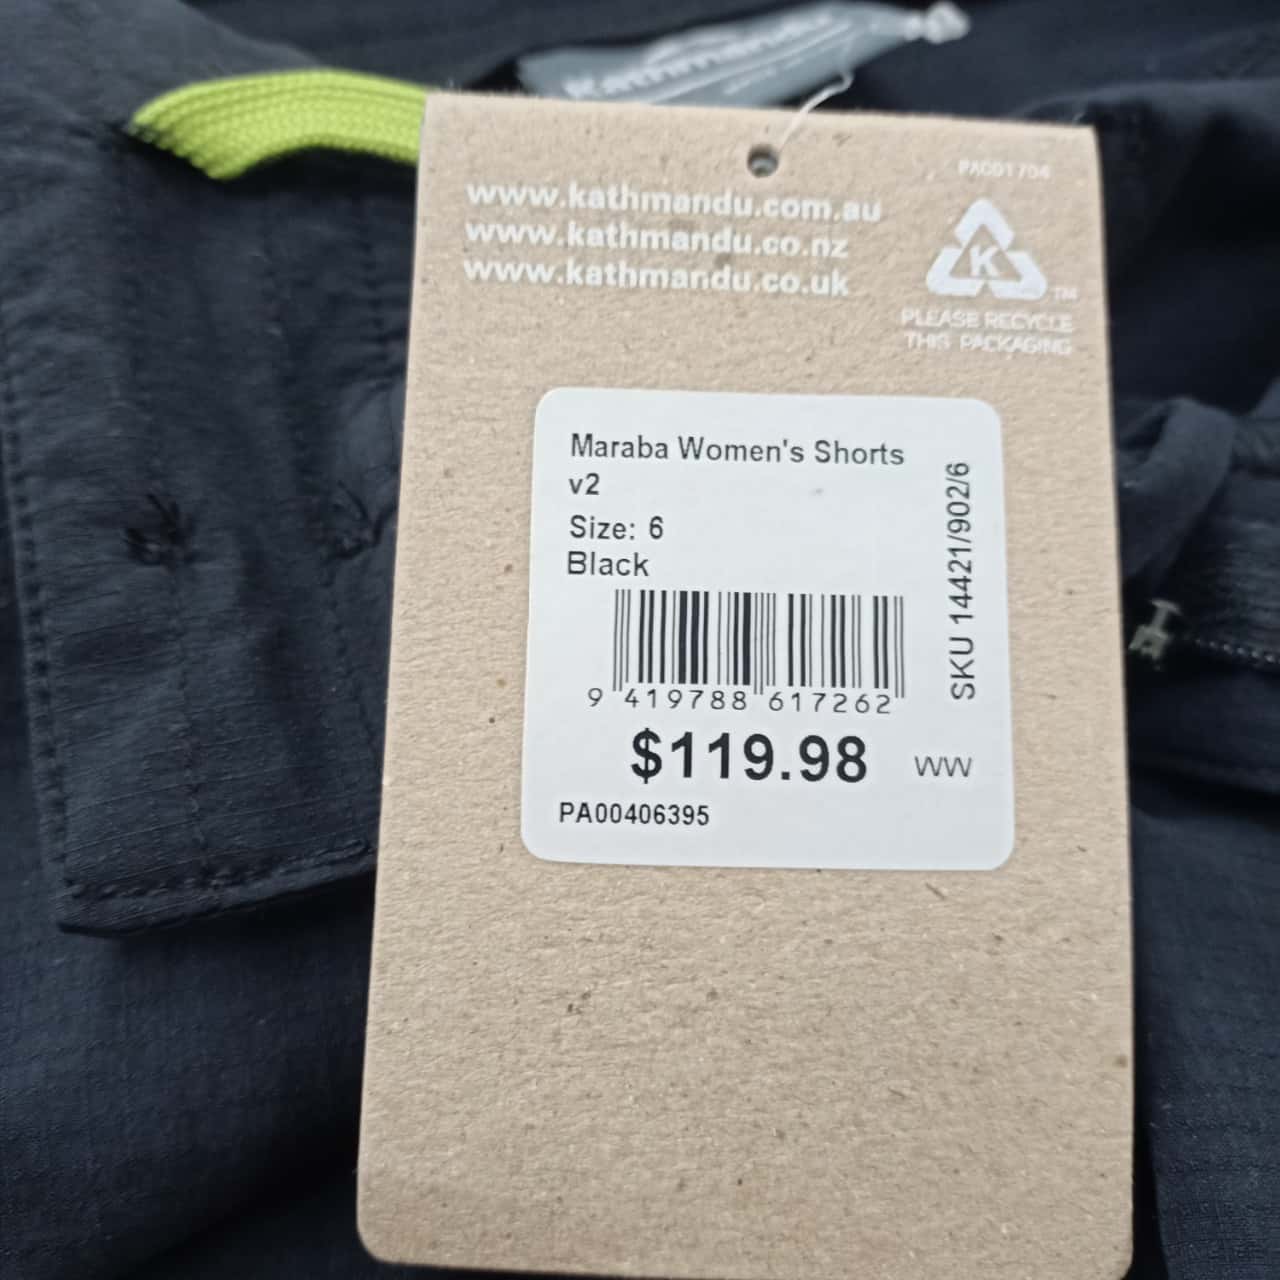 Kathmandu
PAC01704
www.kathmandu.com.au
www.kathmandu.co.nz
www.kathmandu.co.uk
K
TM
PLEASE RECYCLE
THIS PACKAGING
Maraba Women's Shorts
v2
Size: 6
Black
SKU 14421/902/6
9 419788 617262
$119.98 WW
PA00406395